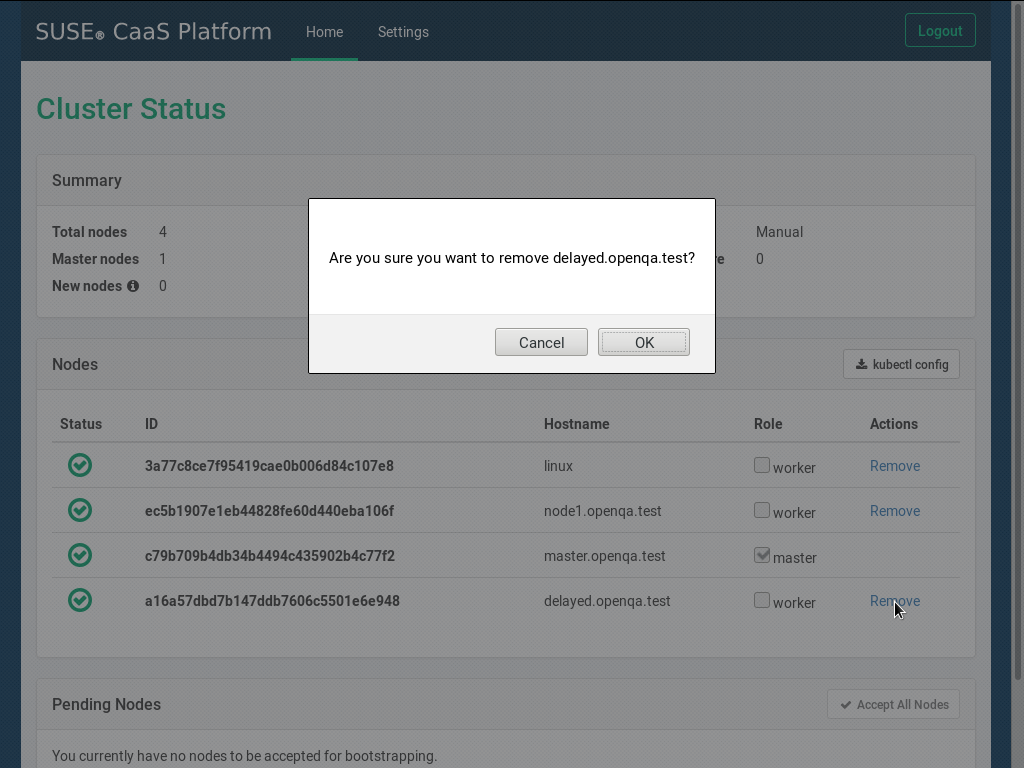 SUSE® CaaS Platform Home Settings Logout
Cluster Status
Summary
Total nodes 4 Manual
Master nodes 1 0
New nodes 0
Are you sure you want to remove delayed.openqa.test?
Cancel OK
Nodes kubectl config
Status ID Hostname Role Actions
3a77c8ce7f95419cae0b006d84c107e8 linux worker Remove
ec5b1907e1eb44828fe60d440eba106f node1.openqa.test worker Remove
c79b709b4db34b4494c435902b4c77f2 master.openqa.test master
a16a57dbd7b147ddb7606c5501e6e948 delayed.openqa.test worker Remove
Pending Nodes Accept All Nodes
You currently have no nodes to be accepted for bootstrapping.